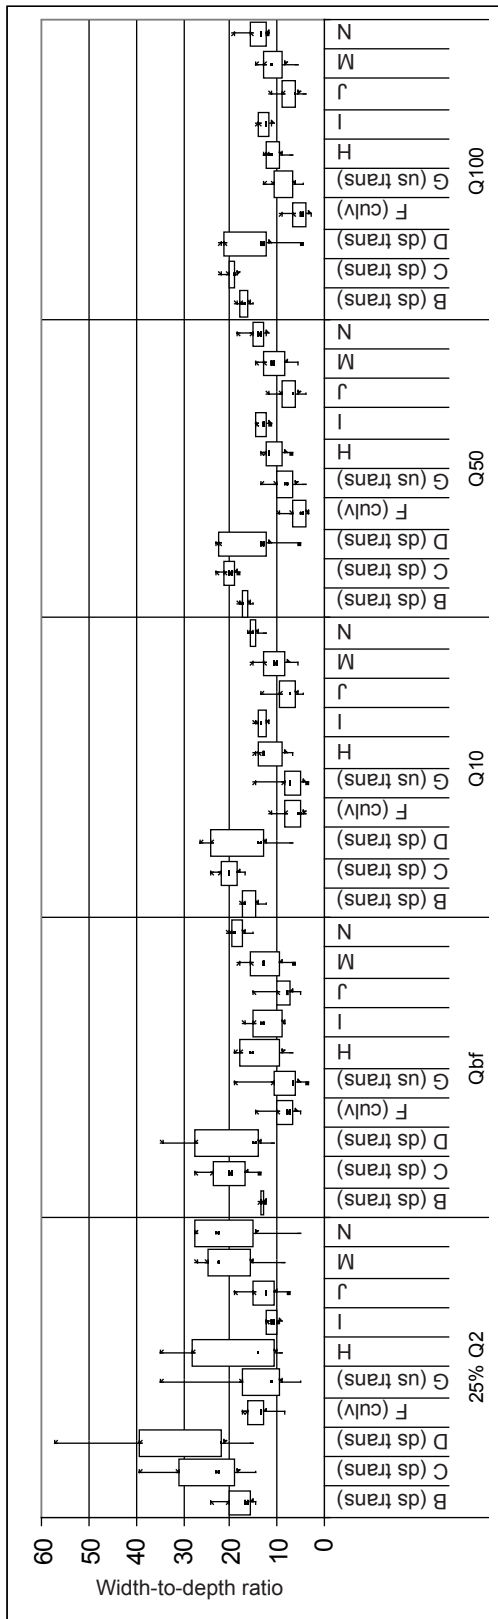 Width-to-depth ratio
60
50
40
30
20
10
0
B (ds trans)
C (ds trans)
D (ds trans)
F (culv)
G (us trans)
H
I
J
M
N
25% Q2
B (ds trans)
C (ds trans)
D (ds trans)
F (culv)
G (us trans)
H
I
J
M
N
Qbf
B (ds trans)
C (ds trans)
D (ds trans)
F (culv)
G (us trans)
H
I
J
M
N
Q10
B (ds trans)
C (ds trans)
D (ds trans)
F (culv)
G (us trans)
H
I
J
M
N
Q50
B (ds trans)
C (ds trans)
D (ds trans)
F (culv)
G (us trans)
H
I
J
M
N
Q100